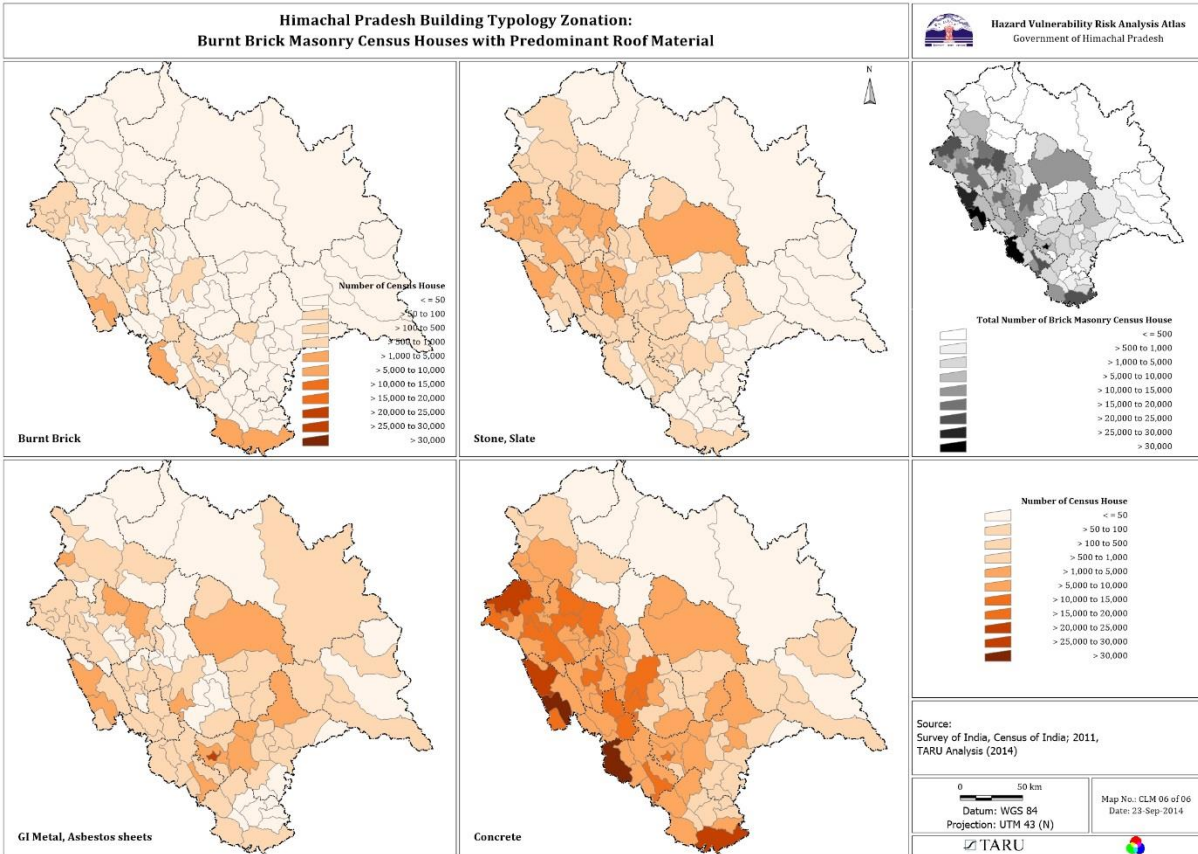 Himachal Pradesh Building Typology Zonation:
Burnt Brick Masonry Census Houses with Predominant Roof Material
Hazard Vulnerability Risk Analysis Atlas
Government of Himachal Pradesh
Number of Census House
< = 50
> 50 to 100
> 100 to 500
> 500 to 1,000
> 1,000 to 5,000
> 5,000 to 10,000
> 10,000 to 15,000
> 15,000 to 20,000
> 20,000 to 25,000
> 25,000 to 30,000
> 30,000
Burnt Brick
N
Stone, Slate
Total Number of Brick Masonry Census House
< = 500
> 500 to 1,000
> 1,000 to 5,000
> 5,000 to 10,000
> 10,000 to 15,000
> 15,000 to 20,000
> 20,000 to 25,000
> 25,000 to 30,000
> 30,000
GI Metal, Asbestos sheets
Concrete
Number of Census House
< = 50
> 50 to 100
> 100 to 500
> 500 to 1,000
> 1,000 to 5,000
> 5,000 to 10,000
> 10,000 to 15,000
> 15,000 to 20,000
> 20,000 to 25,000
> 25,000 to 30,000
> 30,000
Source:
Survey of India, Census of India; 2011,
TARU Analysis (2014)
0 50 km
Datum: WGS 84
Projection: UTM 43 (N)
Map No.: CLM 06 of 06
Date: 23-Sep-2014
TARU